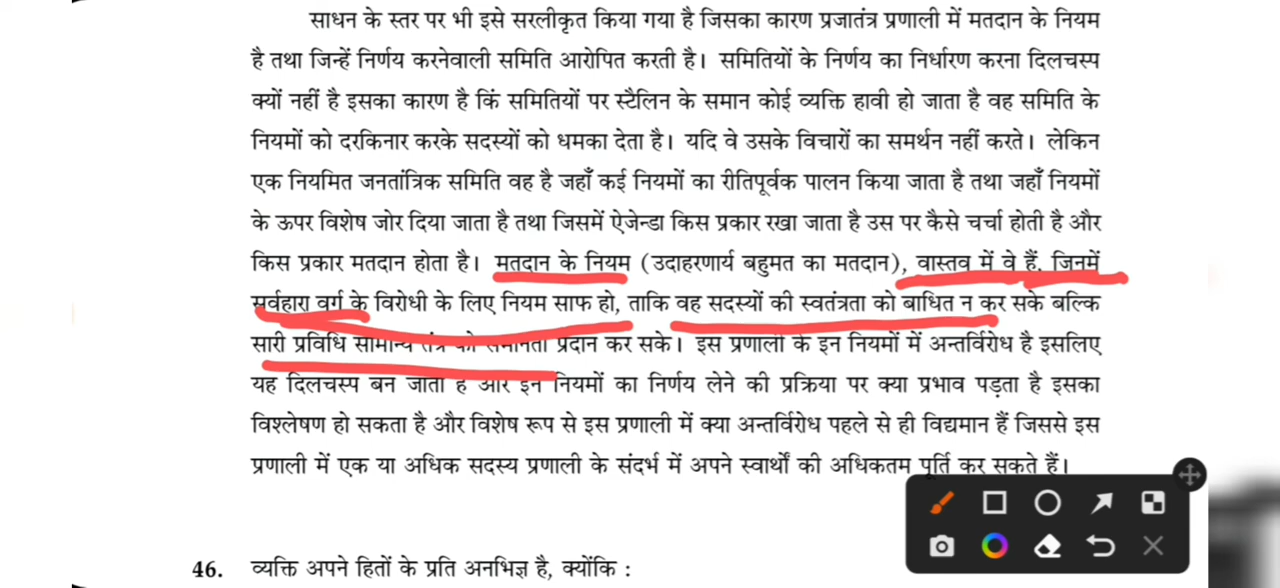 साधन के स्तर पर भी इसे सरलीकृत किया गया है जिसका कारण प्रजातंत्र प्रणाली में मतदान के नियम
है तथा जिन्हें निर्णय करनेवाली समिति आरोपित करती है। समितियों के निर्णय का निर्धारण करना दिलचस्प
क्यों नहीं है इसका कारण है किं समितियों पर स्टैलिन के समान कोई व्यक्ति हावी हो जाता है वह समिति के
नियमों को दरकिनार करके सदस्यों को धमका देता है। यदि वे उसके विचारों का समर्थन नहीं करते। लेकिन
एक नियमित जनतांत्रिक समिति वह है जहाँ कई नियमों का रीतिपूर्वक पालन किया जाता है तथा जहाँ नियमों
के ऊपर विशेष जोर दिया जाता है तथा जिसमें ऐजेन्डा किस प्रकार रखा जाता है उस पर कैसे चर्चा होती है और
किस प्रकार मतदान होता है। मतदान के नियम (उदाहरणार्य बहुमत का मतदान), वास्तव में वे हैं, जिनमें
सर्वहारा वर्ग के विरोधी के लिए नियम साफ हो, ताकि वह सदस्यों की स्वतंत्रता को बाधित न कर सके बल्कि
सारी प्रविधि सामान्य तंत्र को समानता प्रदान कर सके। इस प्रणाली के इन नियमों में अन्तर्विरोध है इसलिए
यह दिलचस्प बन जाता है और इन नियमों का निर्णय लेने की प्रक्रिया पर क्या प्रभाव पड़ता है इसका
विश्लेषण हो सकता है और विशेष रूप से इस प्रणाली में क्या अन्तर्विरोध पहले से ही विद्यमान हैं जिससे इस
प्रणाली में एक या अधिक सदस्य प्रणाली के संदर्भ में अपने स्वार्थों की अधिकतम पूर्ति कर सकते हैं।
46. व्यक्ति अपने हितों के प्रति अनभिज्ञ है, क्योंकि :